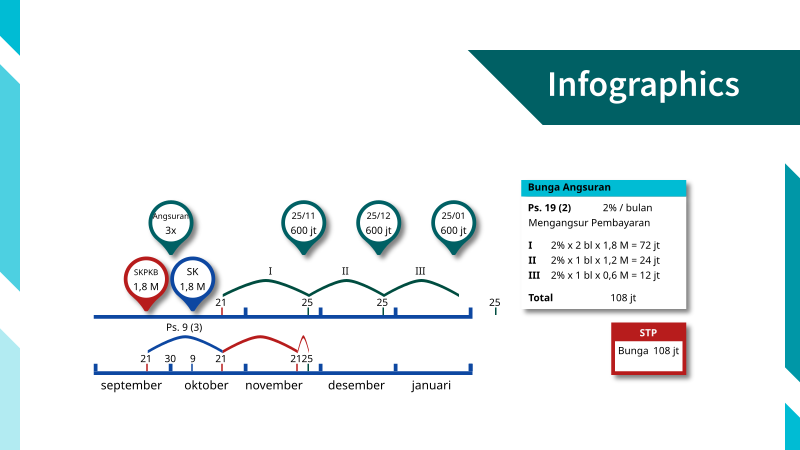 Infographics
Bunga Angsuran
Ps. 19 (2) 2% / bulan
Mengangsur Pembayaran
I 2% x 2 bl x 1,8 M = 72 jt
II 2% x 1 bl x 1,2 M = 24 jt
III 2% x 1 bl x 0,6 M = 12 jt
Total 108 jt
STP
Bunga 108 jt
Angsuran
3x
25/11
600 jt
25/12
600 jt
25/01
600 jt
SKPKB
1,8 M
SK
1,8 M
I II III
21 25 25 25
Ps. 9 (3)
21 30 9 21 21 25
september oktober november desember januari